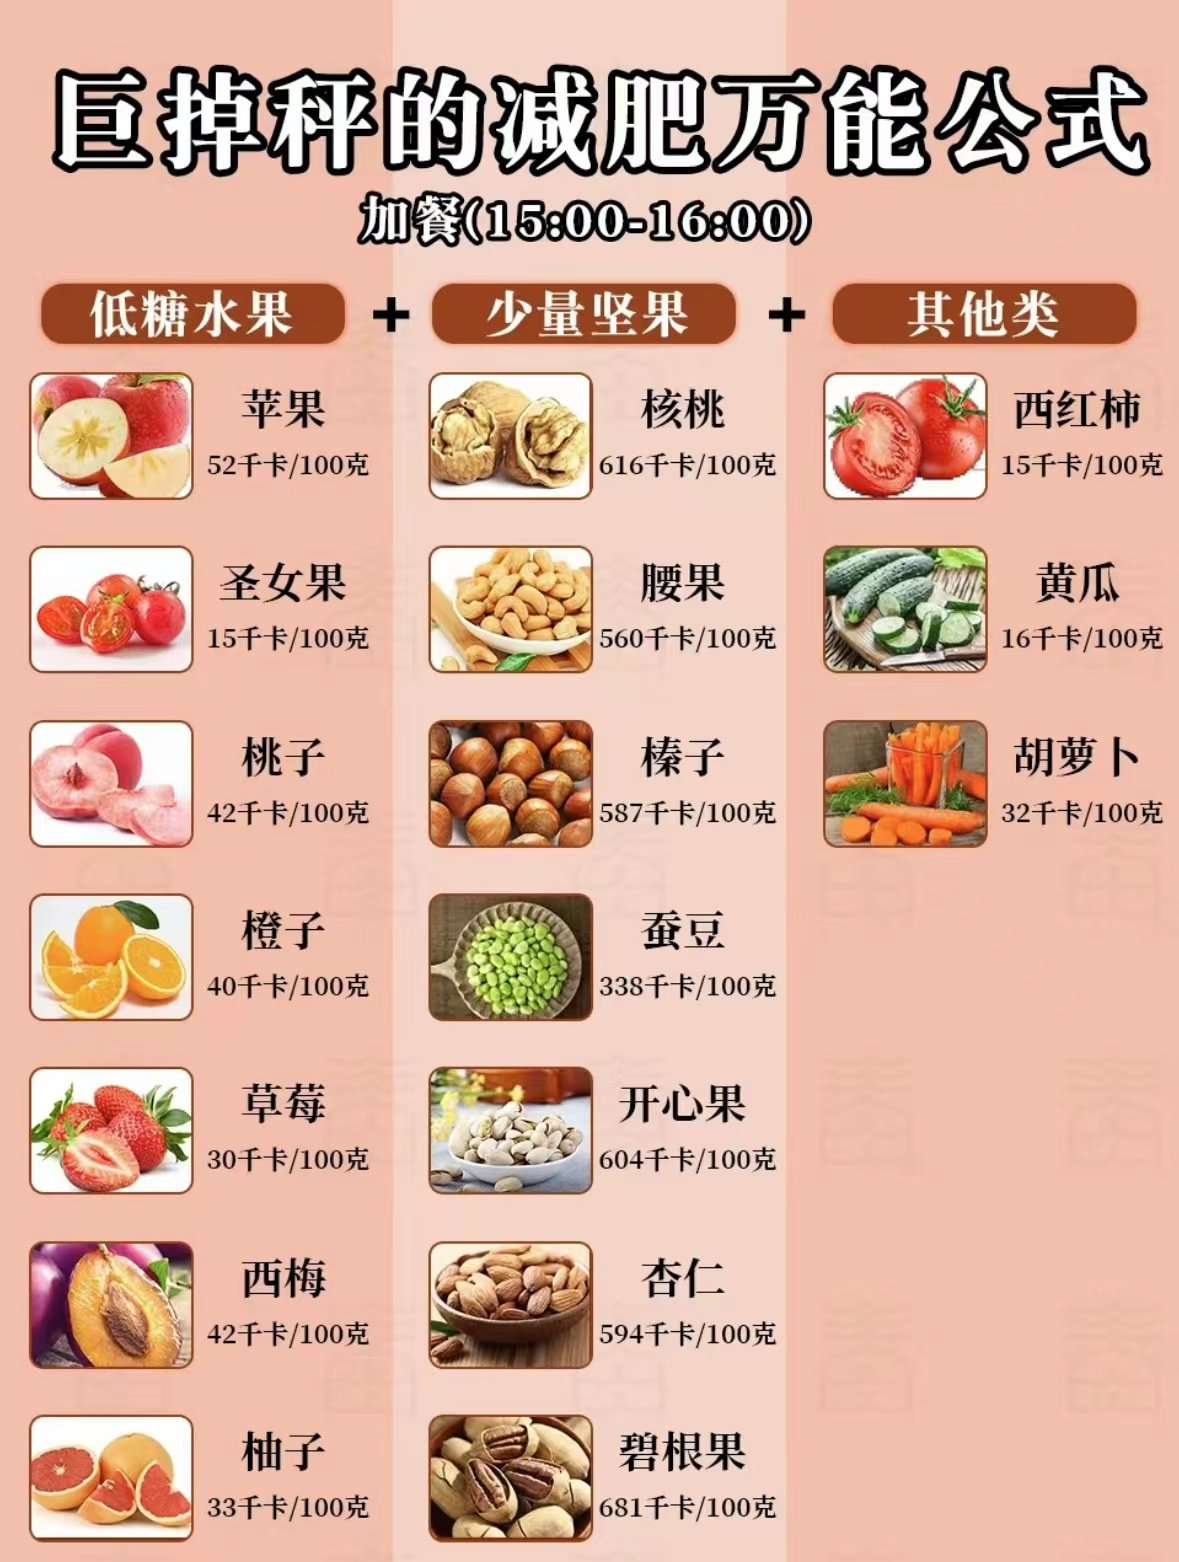 巨掉秤的减肥万能公式
加餐(15:00-16:00)
低糖水果 + 少量坚果 + 其他类
苹果
52千卡/100克
圣女果
15千卡/100克
桃子
42千卡/100克
橙子
40千卡/100克
草莓
30千卡/100克
西梅
42千卡/100克
柚子
33千卡/100克
核桃
616千卡/100克
腰果
560千卡/100克
榛子
587千卡/100克
蚕豆
338千卡/100克
开心果
604千卡/100克
杏仁
594千卡/100克
碧根果
681千卡/100克
西红柿
15千卡/100克
黄瓜
16千卡/100克
胡萝卜
32千卡/100克